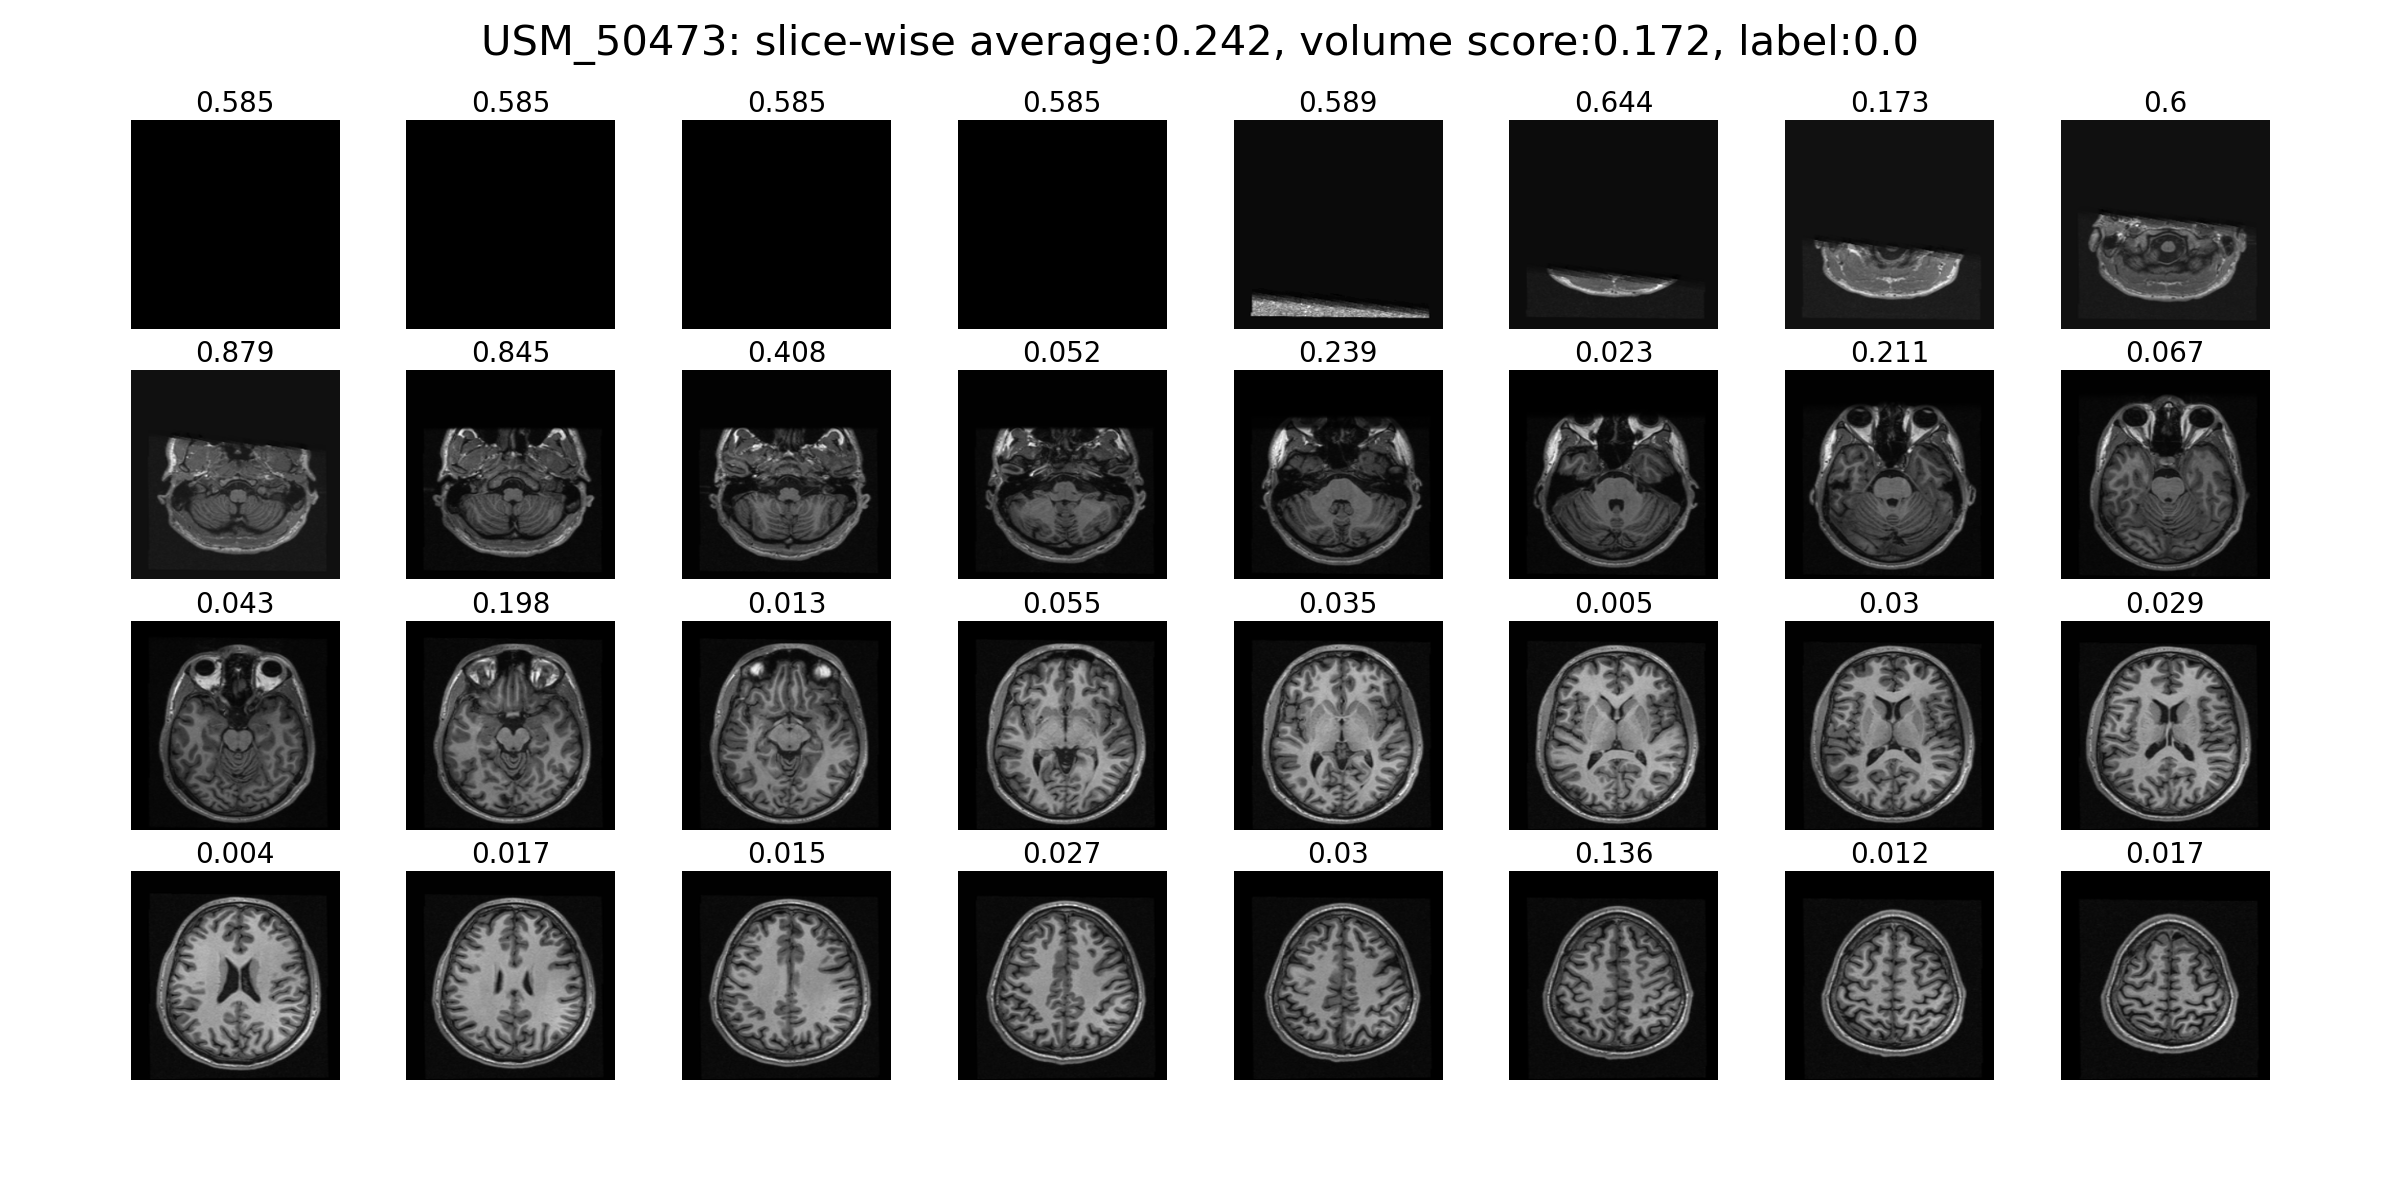 USM_50473: slice-wise average:0.242, volume score:0.172, label:0.0
0.585 0.585 0.585 0.585 0.589 0.644 0.173 0.6
0.879 0.845 0.408 0.052 0.239 0.023 0.211 0.067
0.043 0.198 0.013 0.055 0.035 0.005 0.03 0.029
0.004 0.017 0.015 0.027 0.03 0.136 0.012 0.017